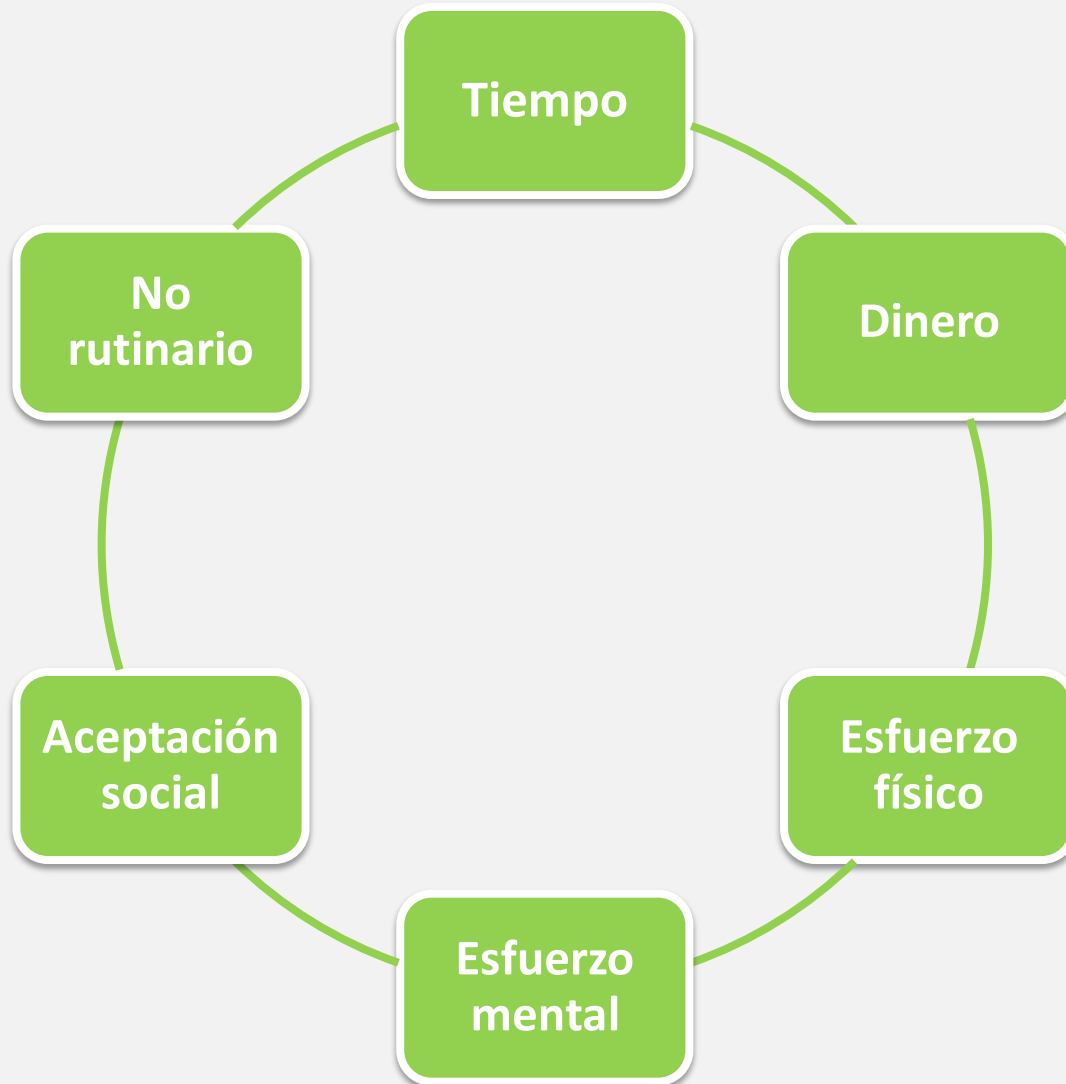 Tiempo
Dinero
Esfuerzo
físico
Esfuerzo
mental
Aceptación
social
No
rutinario